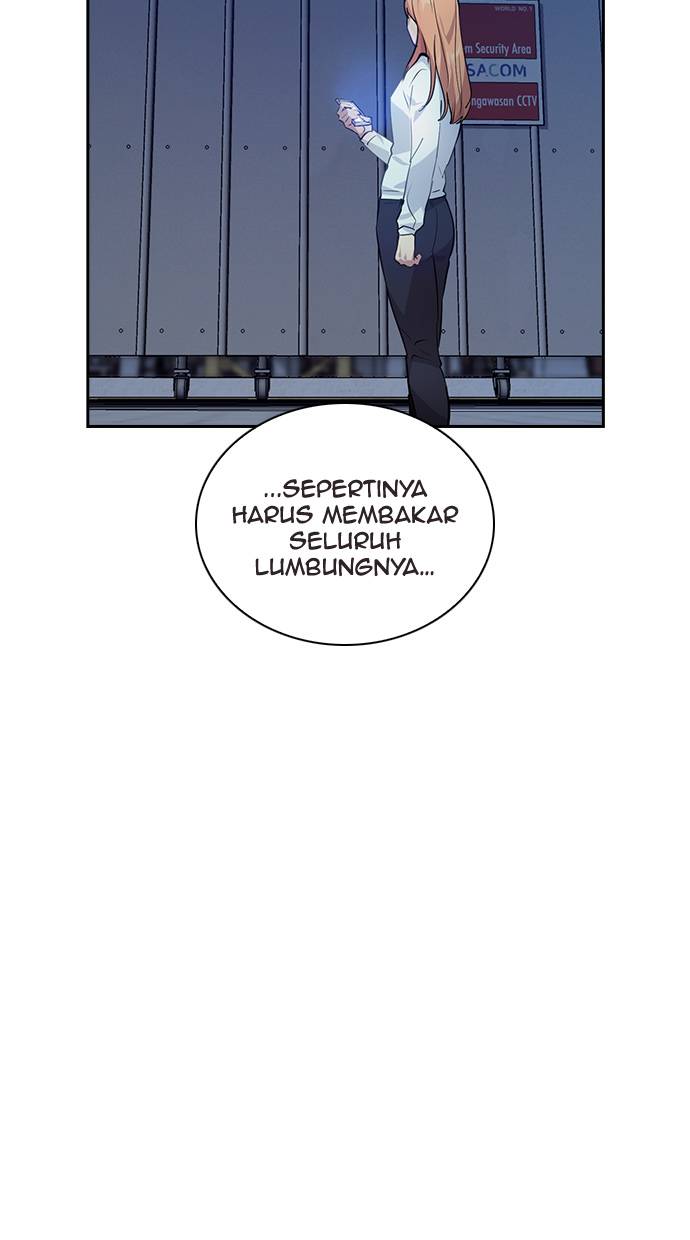 WORLD NO.1
m Security Area
SACOM
ngawasan CCTV
...SEPERTINYA
HARUS MEMBAKAR
SELURUH
LUMBUNGNYA...